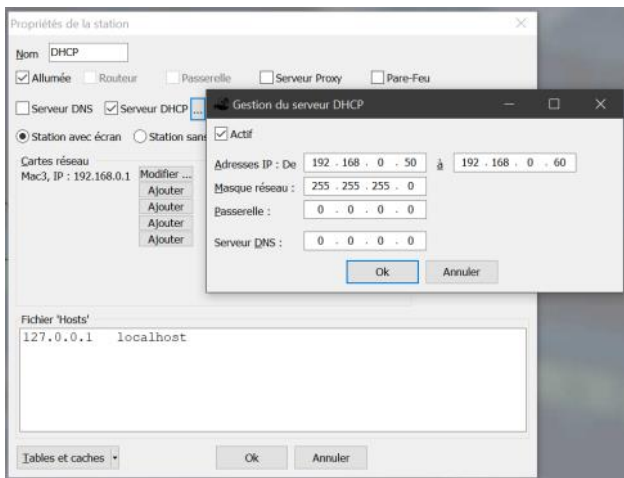 Propriétés de la station
Nom DHCP
Allumée Routeur Passerelle Serveur Proxy Pare-Feu
Serveur DNS Serveur DHCP ...
Station avec écran Station sans
Cartes réseau
Mac3, IP : 192.168.0.1 Modifier ...
Ajouter
Ajouter
Ajouter
Ajouter
Gestion du serveur DHCP
Actif
Adresses IP : De 192 . 168 . 0 . 50 à 192 . 168 . 0 . 60
Masque réseau : 255 . 255 . 255 . 0
Passerelle : 0 . 0 . 0 . 0
Serveur DNS : 0 . 0 . 0 . 0
Ok Annuler
Fichier 'Hosts'
127.0.0.1 localhost
Tables et caches Ok Annuler